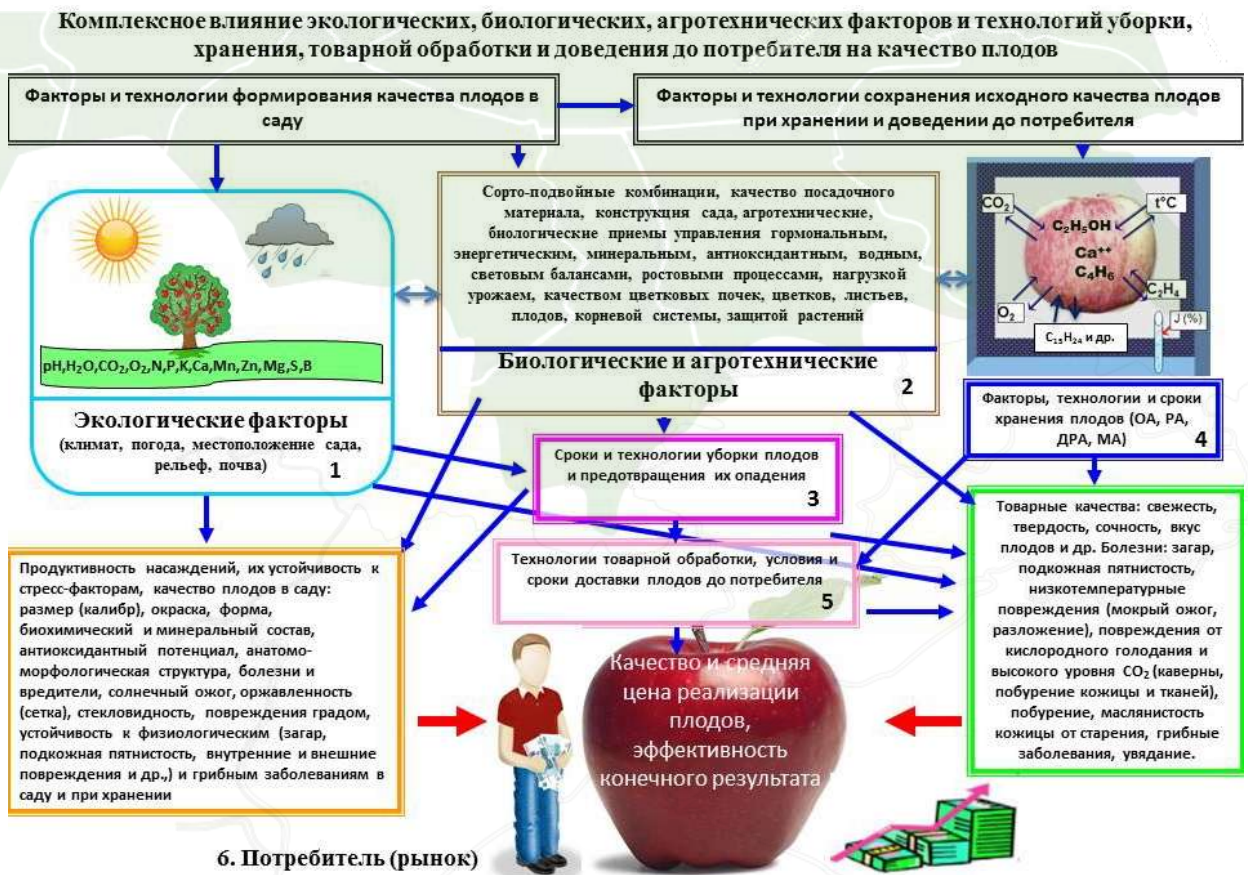 Комплексное влияние экологических, биологических, агротехнических факторов и технологий уборки,
хранения, товарной обработки и доведения до потребителя на качество плодов
Факторы и технологии формирования качества плодов в
саду
Факторы и технологии сохранения исходного качества плодов
при хранении и доведении до потребителя
pH,H₂O,CO₂,O₂,N,P,K,Ca,Mn,Zn,Mg,S,B
Экологические факторы
(климат, погода, местоположение сада,
рельеф, почва)
1
Сорто-подвойные комбинации, качество посадочного
материала, конструкция сада, агротехнические,
биологические приемы управления гормональным,
энергетическим, минеральным, антиоксидантным, водным,
световым балансами, ростовыми процессами, нагрузкой
урожаем, качеством цветковых почек, цветков, листьев,
плодов, корневой системы, защитой растений
Биологические и агротехнические
факторы
2
CO₂
t°C
C₂H₅OH
Ca⁺⁺
C₄H₆
O₂
C₂H₄
C₁₅H₂₄ и др.
J (%)
Факторы, технологии и сроки
хранения плодов (ОА, РА,
ДРА, МА)
4
Сроки и технологии уборки плодов
и предотвращения их опадения
3
Технологии товарной обработки, условия и
сроки доставки плодов до потребителя
5
Продуктивность насаждений, их устойчивость к
стресс-факторам, качество плодов в саду:
размер (калибр), окраска, форма,
биохимический и минеральный состав,
антиоксидантный потенциал, анатомо-
морфологическая структура, болезни и
вредители, солнечный ожог, оржавленность
(сетка), стекловидность, повреждения градом,
устойчивость к физиологическим (загар,
подкожная пятнистость, внутренние и внешние
повреждения и др.,) и грибным заболеваниям в
саду и при хранении
Товарные качества: свежесть,
твердость, сочность, вкус
плодов и др. Болезни: загар,
подкожная пятнистость,
низкотемпературные
повреждения (мокрый ожог,
разложение), повреждения от
кислородного голодания и
высокого уровня CO₂ (каверны,
побурение кожицы и тканей),
побурение, маслянистость
кожицы от старения, грибные
заболевания, увядание.
Качество и средняя
цена реализации
плодов,
эффективность
конечного результата
6. Потребитель (рынок)